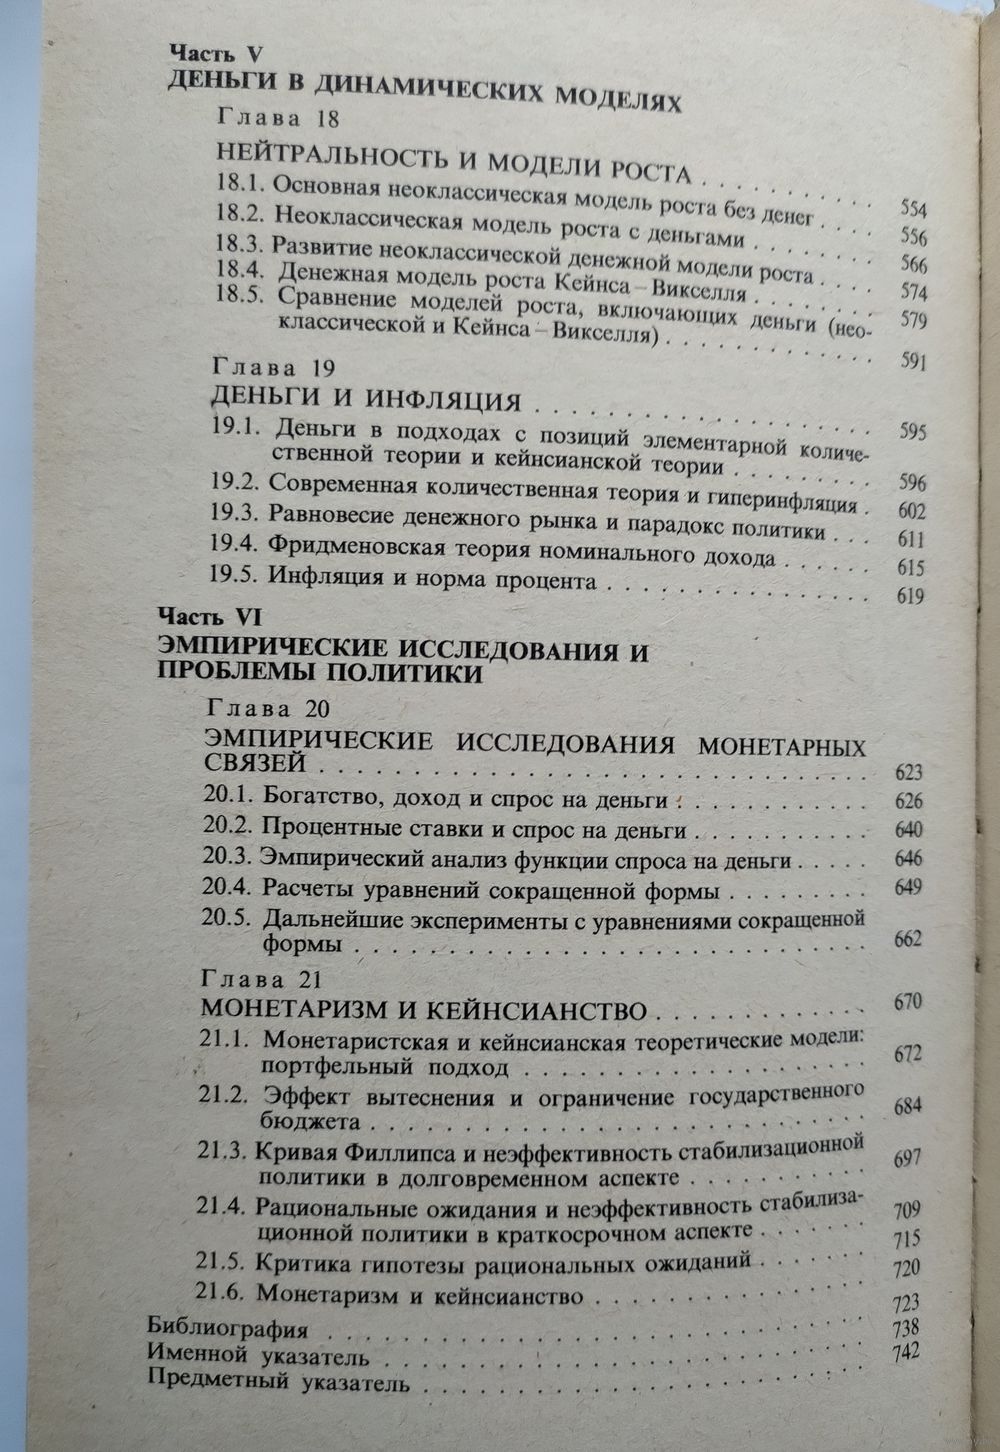 Часть V
ДЕНЬГИ В ДИНАМИЧЕСКИХ МОДЕЛЯХ
Глава 18
НЕЙТРАЛЬНОСТЬ И МОДЕЛИ РОСТА . . . . . . . . . 554
18.1. Основная неоклассическая модель роста без денег . . . . 556
18.2. Неоклассическая модель роста с деньгами . . . . . . . . 566
18.3. Развитие неоклассической денежной модели роста . . . . 574
18.4. Денежная модель роста Кейнса – Викселля . . . . . . . . 579
18.5. Сравнение моделей роста, включающих деньги (нео-
классической и Кейнса – Викселля) . . . . . . . . . . . . . 591
Глава 19
ДЕНЬГИ И ИНФЛЯЦИЯ . . . . . . . . . . . . . . . . . . 595
19.1. Деньги в подходах с позиций элементарной количе-
ственной теории и кейнсианской теории . . . . . . . . . 596
19.2. Современная количественная теория и гиперинфляция . 602
19.3. Равновесие денежного рынка и парадокс политики . . . 611
19.4. Фридменовская теория номинального дохода . . . . . . 615
19.5. Инфляция и норма процента . . . . . . . . . . . . . . . . 619
Часть VI
ЭМПИРИЧЕСКИЕ ИССЛЕДОВАНИЯ И
ПРОБЛЕМЫ ПОЛИТИКИ
Глава 20
ЭМПИРИЧЕСКИЕ ИССЛЕДОВАНИЯ МОНЕТАРНЫХ
СВЯЗЕЙ . . . . . . . . . . . . . . . . . . . . . . . . . . . . . . 623
20.1. Богатство, доход и спрос на деньги . . . . . . . . . . . . 626
20.2. Процентные ставки и спрос на деньги . . . . . . . . . . . 640
20.3. Эмпирический анализ функции спроса на деньги . . . . . 646
20.4. Расчеты уравнений сокращенной формы . . . . . . . . . 649
20.5. Дальнейшие эксперименты с уравнениями сокращенной
формы . . . . . . . . . . . . . . . . . . . . . . . . . . . . 662
Глава 21
МОНЕТАРИЗМ И КЕЙНСИАНСТВО . . . . . . . . . . . . . 670
21.1. Монетаристская и кейнсианская теоретические модели:
портфельный подход . . . . . . . . . . . . . . . . . . . 672
21.2. Эффект вытеснения и ограничение государственного
бюджета . . . . . . . . . . . . . . . . . . . . . . . . . . . 684
21.3. Кривая Филлипса и неэффективность стабилизационной
политики в долговременном аспекте . . . . . . . . . . 697
21.4. Рациональные ожидания и неэффективность стабилиза-
ционной политики в краткосрочном аспекте . . . . . . 709
21.5. Критика гипотезы рациональных ожиданий . . . . . . 715
21.6. Монетаризм и кейнсианство . . . . . . . . . . . . . . . 720
Библиография . . . . . . . . . . . . . . . . . . . . . . . . . . 723
Именной указатель . . . . . . . . . . . . . . . . . . . . . . . 738
Предметный указатель . . . . . . . . . . . . . . . . . . . . . 742